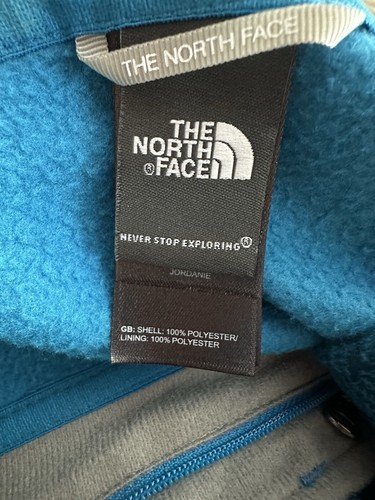 THE NORTH FACE
THE
NORTH
®FACE
NEVER STOP EXPLORING®
JORDANIE
GB: SHELL: 100% POLYESTER/
LINING: 100% POLYESTER